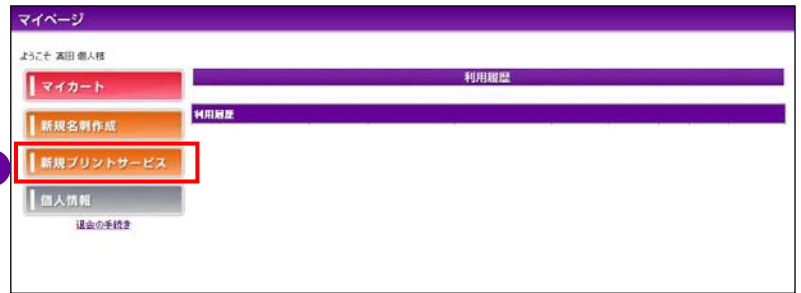 マイページ
ようこそ 富田 個人様
マイカート
新規名刺作成
新規プリントサービス
個人情報
退会の手続き
利用履歴
利用履歴